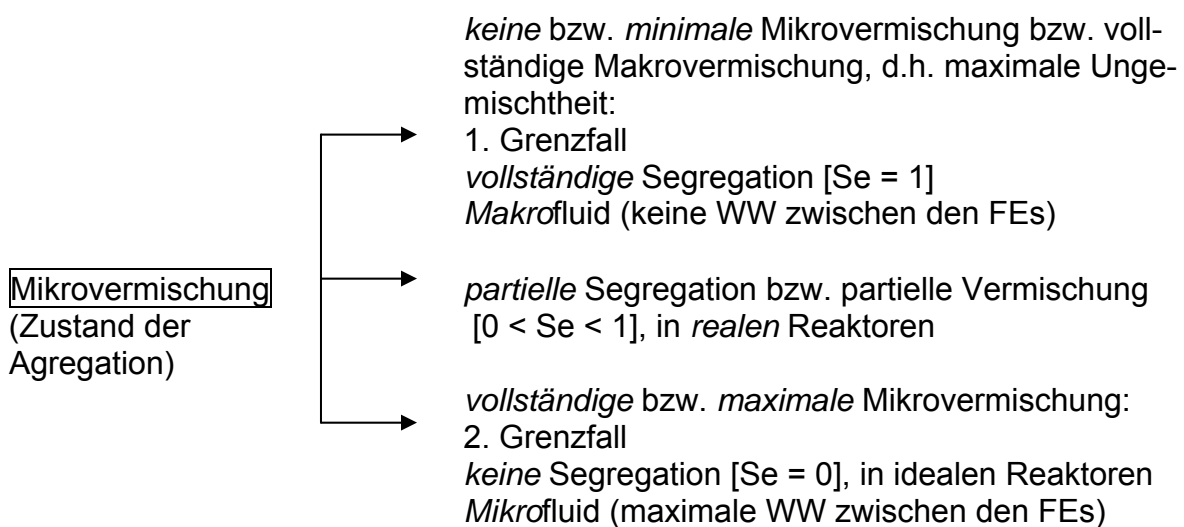 keine bzw. minimale Mikrovermischung bzw. voll-
ständige Makrovermischung, d.h. maximale Unge-
mischtheit:
1. Grenzfall
vollständige Segregation [Se = 1]
Makrofluid (keine WW zwischen den FEs)
Mikrovermischung
(Zustand der
Agregation)
partielle Segregation bzw. partielle Vermischung
[0 < Se < 1], in realen Reaktoren
vollständige bzw. maximale Mikrovermischung:
2. Grenzfall
keine Segregation [Se = 0], in idealen Reaktoren
Mikrofluid (maximale WW zwischen den FEs)